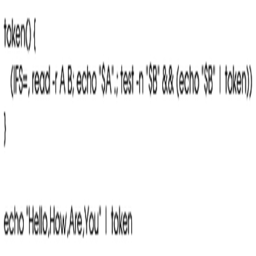 token() {
(IFS=, read -r A B; echo "$A".; test -n "$B" && (echo "$B" | token))
}
echo "Hello,How,Are,You" | token